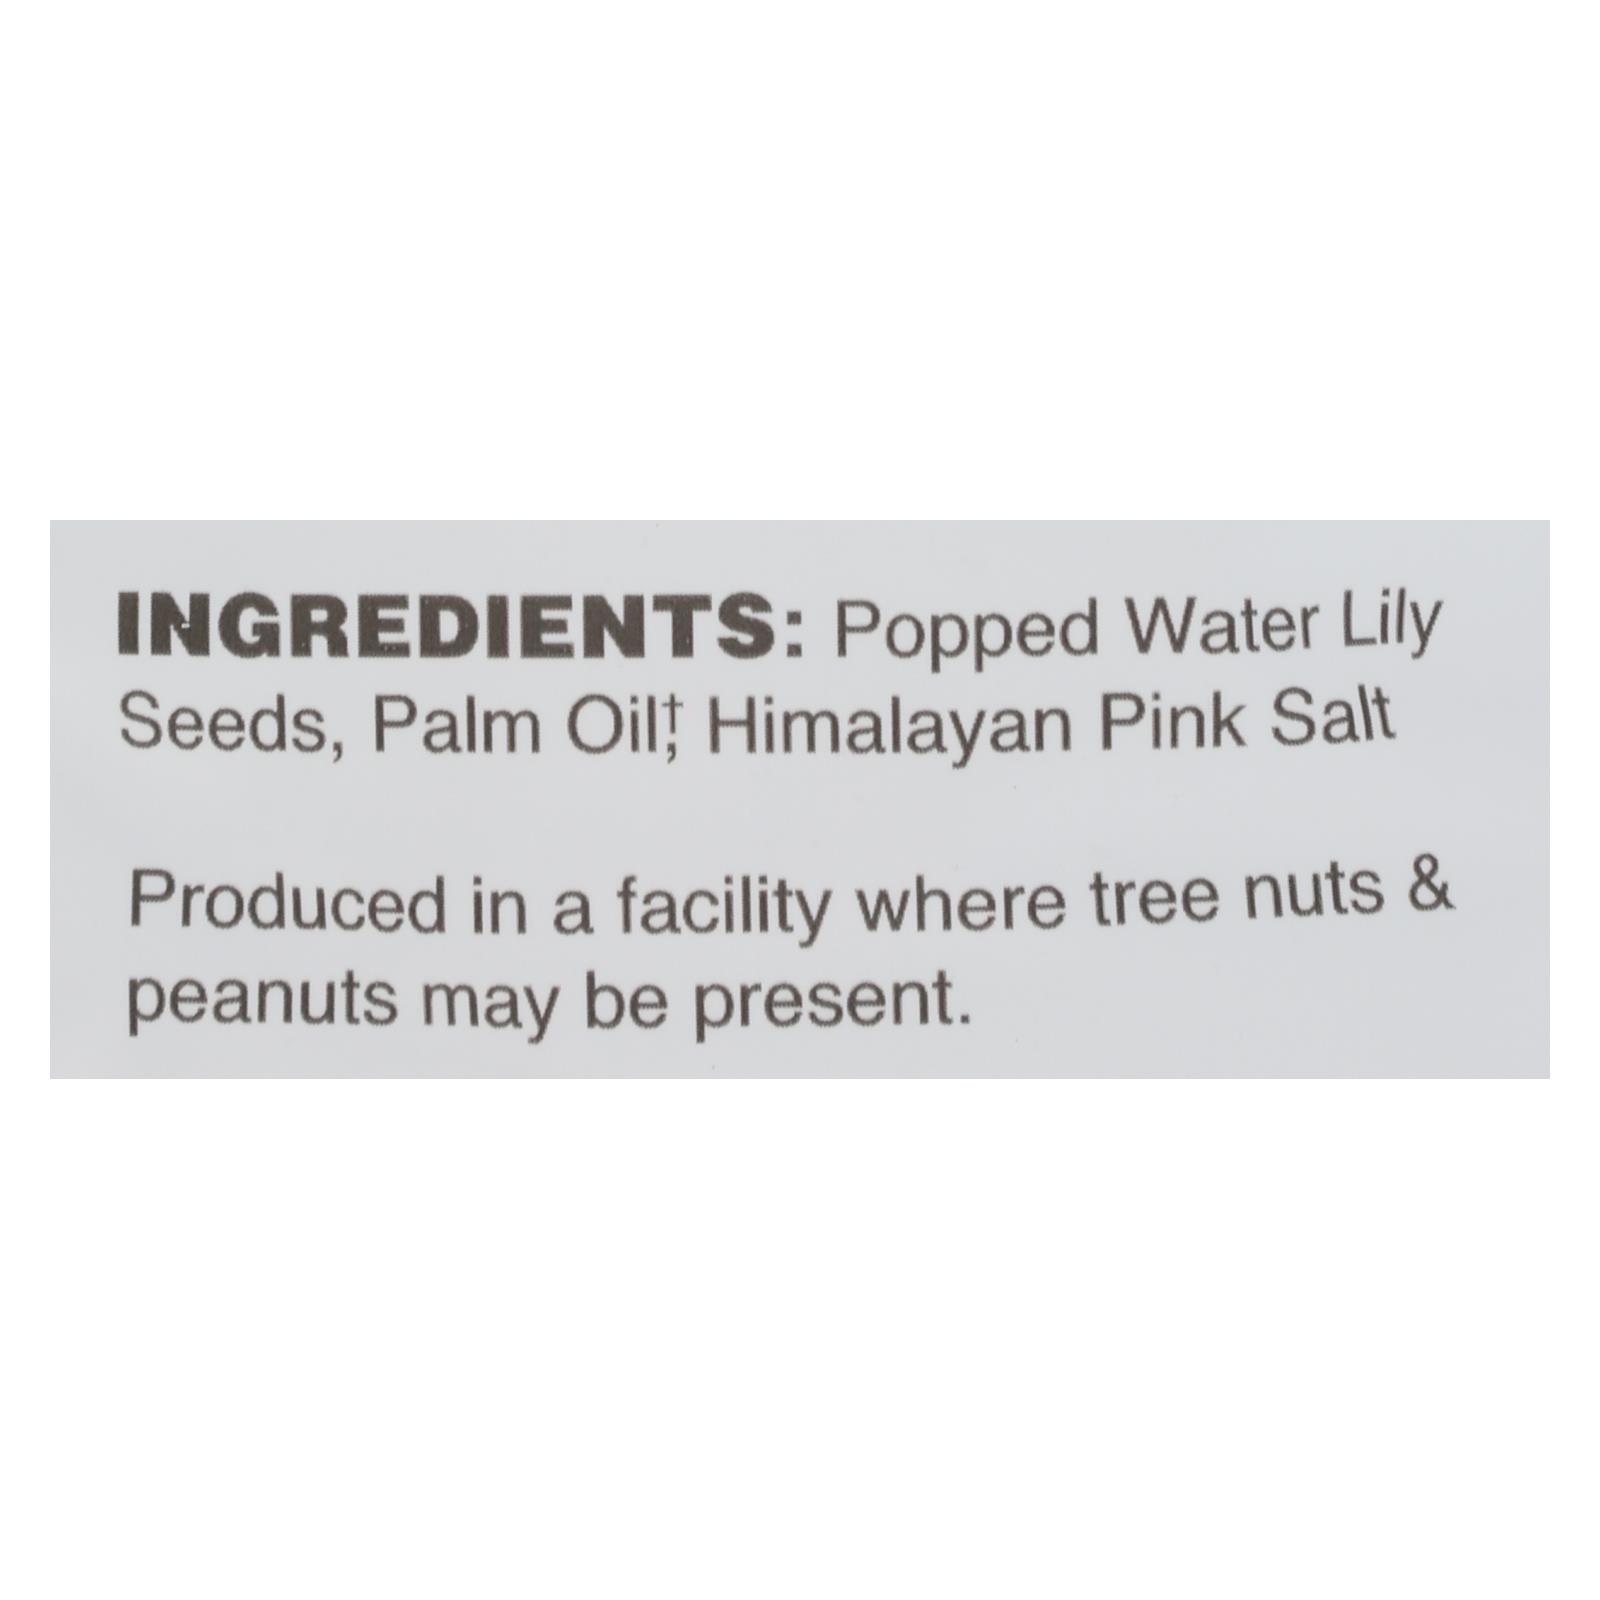 INGREDIENTS: Popped Water Lily
Seeds, Palm Oil†, Himalayan Pink Salt
Produced in a facility where tree nuts &
peanuts may be present.